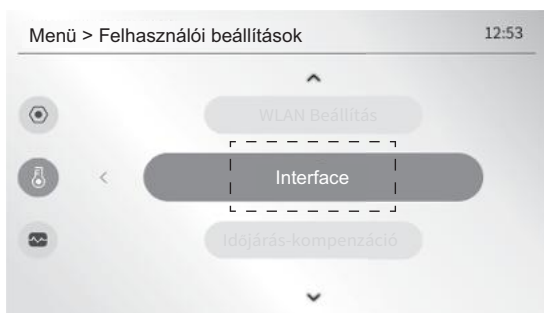 Menü > Felhasználói beállítások 12:53
WLAN Beállítás
Interface
Időjárás-kompenzáció